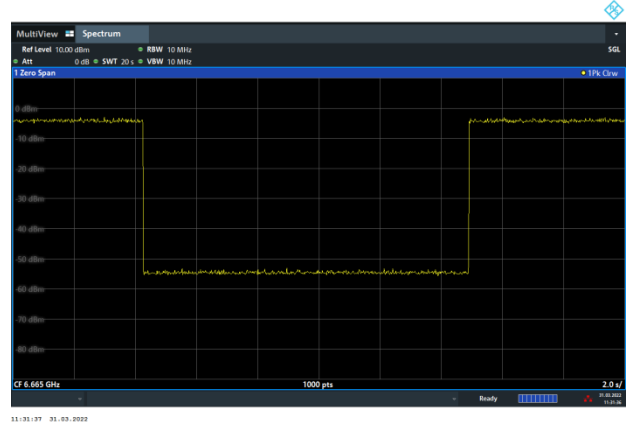 MultiView Spectrum
Ref Level 10.00 dBm RBW 10 MHz SGL
Att 0 dB SWT 20 s VBW 10 MHz
1 Zero Span 1Pk Clrw
0 dBm
-10 dBm
-20 dBm
-30 dBm
-40 dBm
-50 dBm
-60 dBm
-70 dBm
-80 dBm
CF 6.665 GHz 1000 pts 2.0 s/
Ready 31.03.2022
11:31:36
11:31:37 31.03.2022